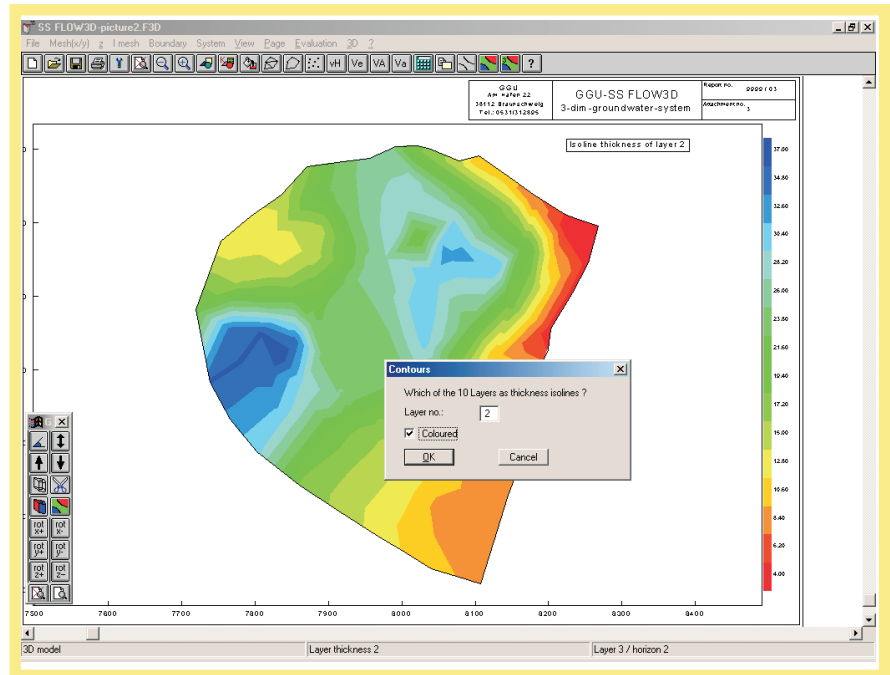 SS FLOW3D-picture2.F3D
File Mesh(x/y) z I mesh Boundary System View Page Evaluation 3D ?
vH Ve VA Va ?
GGU
Am Hafen 22
38112 Braunschweig
Tel.: 0531/312895
GGU-SS FLOW3D
3-dim-groundwater-system
Report no. 9999 / 03
Attachment no. 3
Isoline thickness of layer 2
37.00
34.80
32.60
30.40
28.20
26.00
23.80
21.60
19.40
17.20
15.00
12.80
10.60
8.40
6.20
4.00
Contours
Which of the 10 Layers as thickness isolines ?
Layer no.: 2
Coloured
OK Cancel
rot x+ rot x-
rot y+ rot y-
rot z+ rot z-
7500 7600 7700 7800 7900 8000 8100 8200 8300 8400
3D model Layer thickness 2 Layer 3 / horizon 2